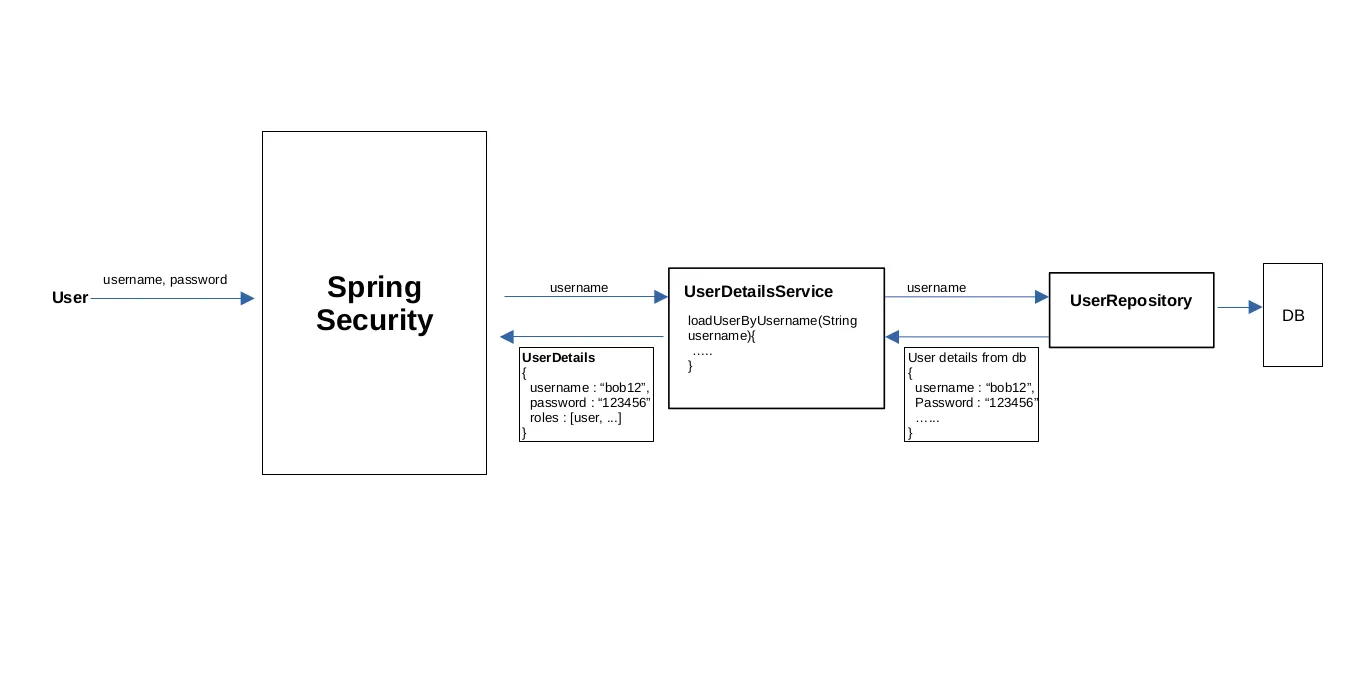 User
username, password
Spring
Security
username
UserDetails
{
username : “bob12”,
password : “123456”
roles : [user, ...]
}
UserDetailsService
loadUserByUsername(String
username){
.....
}
username
User details from db
{
username : “bob12”,
Password : “123456”
......
}
UserRepository
DB